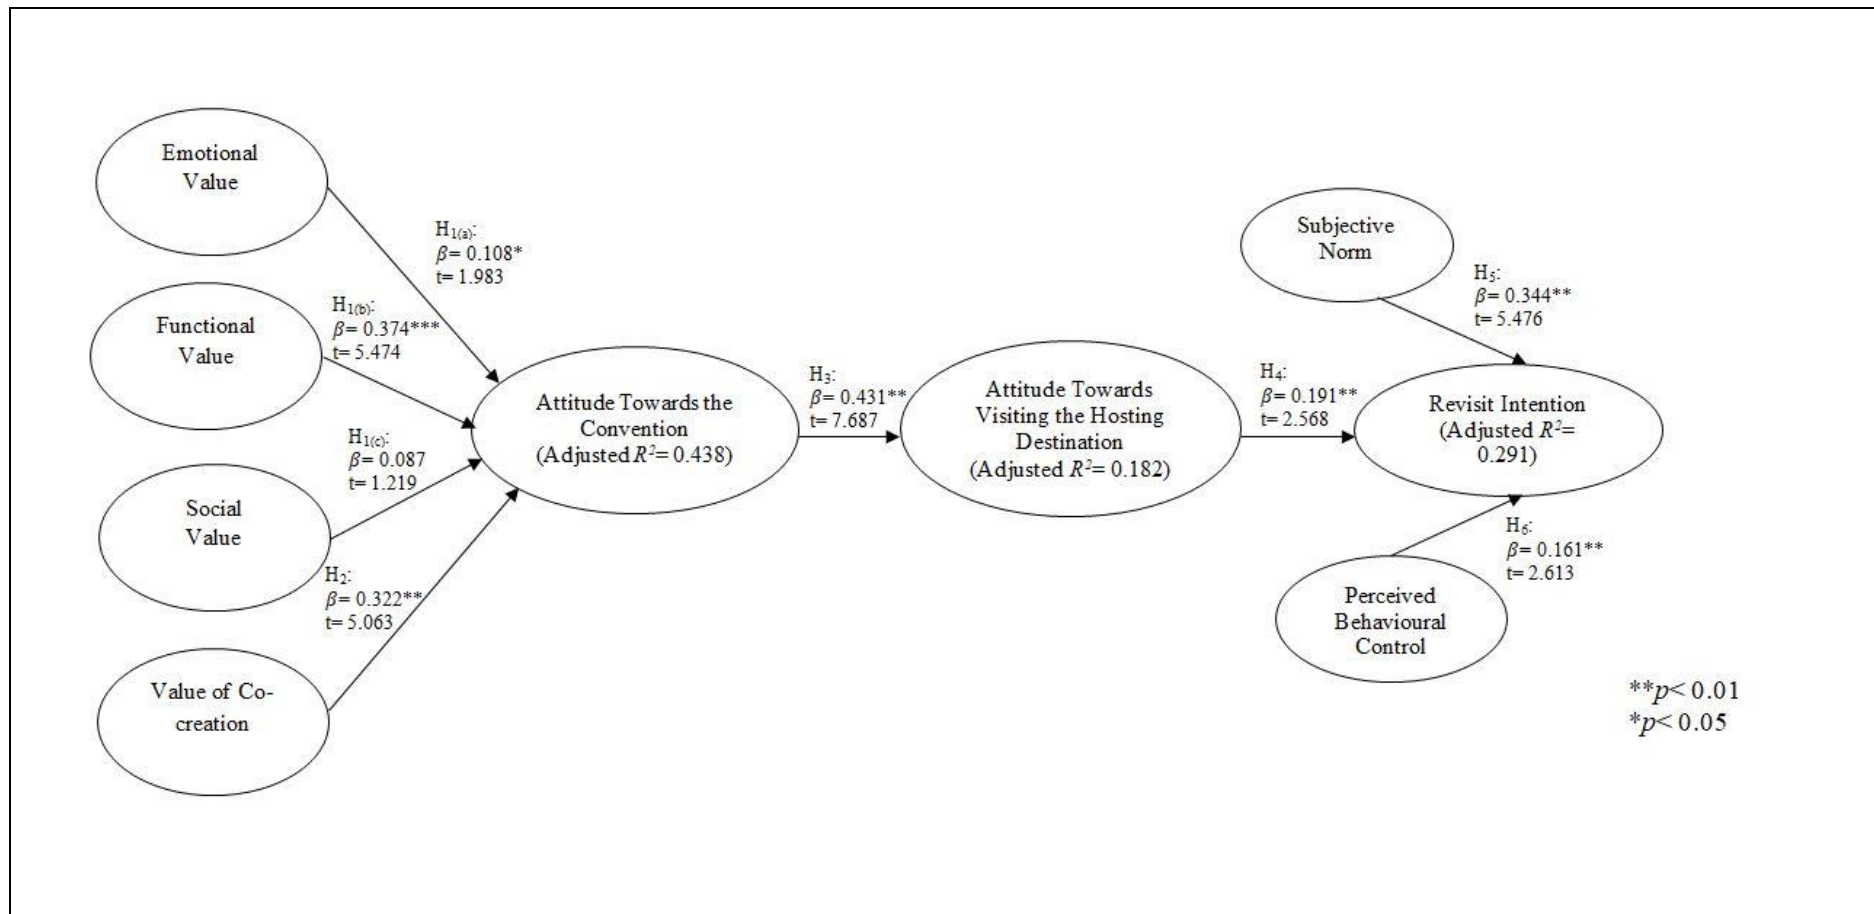 Emotional
Value
H1(a):
β= 0.108*
t= 1.983
Functional
Value
H1(b):
β= 0.374***
t= 5.474
Social
Value
H1(c):
β= 0.087
t= 1.219
Value of Co-
creation
H2:
β= 0.322**
t= 5.063
Attitude Towards the
Convention
(Adjusted R²= 0.438)
H3:
β= 0.431**
t= 7.687
Attitude Towards
Visiting the Hosting
Destination
(Adjusted R²= 0.182)
H4:
β= 0.191**
t= 2.568
Subjective
Norm
H5:
β= 0.344**
t= 5.476
Revisit Intention
(Adjusted R²=
0.291)
H6:
β= 0.161**
t= 2.613
Perceived
Behavioural
Control
**p< 0.01
*p< 0.05